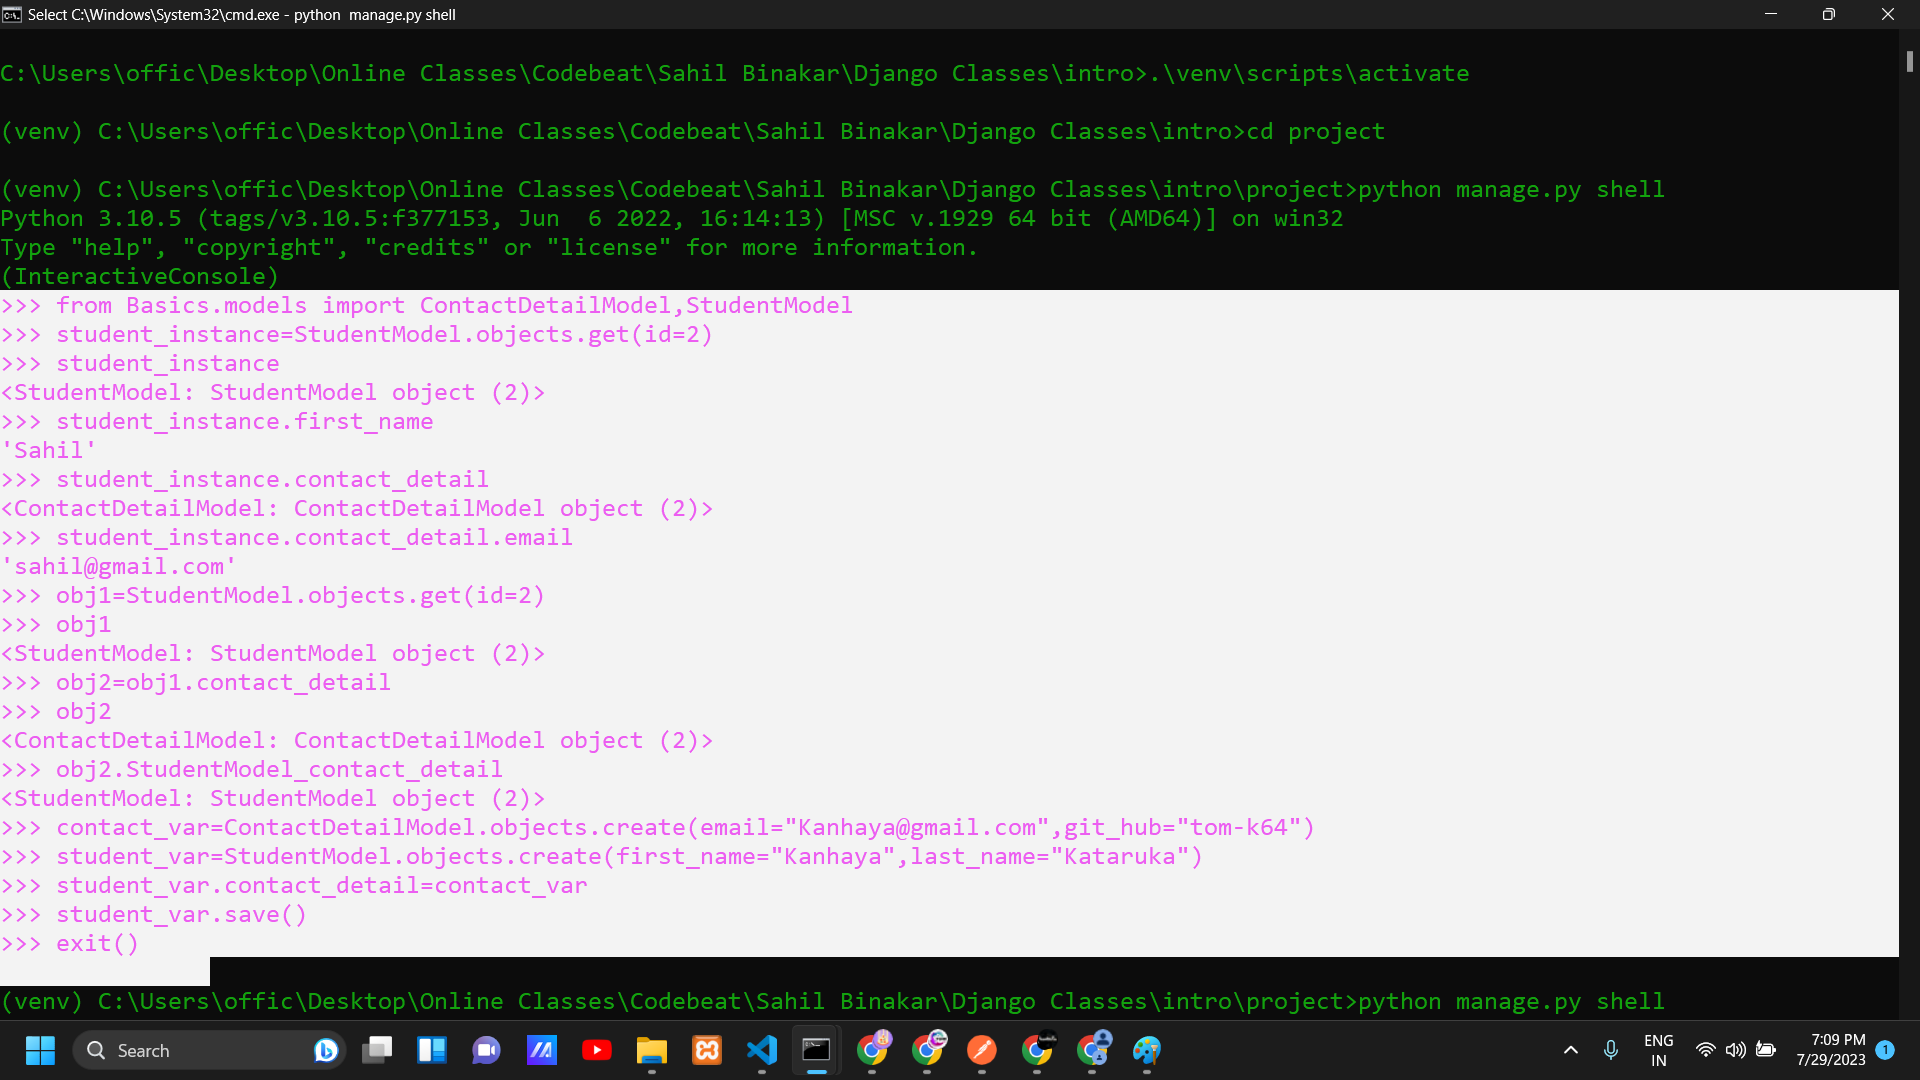 Select C:\Windows\System32\cmd.exe - python  manage.py shell
C:\Users\offic\Desktop\Online Classes\Codebeat\Sahil Binakar\Django Classes\intro>.\venv\scripts\activate
(venv) C:\Users\offic\Desktop\Online Classes\Codebeat\Sahil Binakar\Django Classes\intro>cd project
(venv) C:\Users\offic\Desktop\Online Classes\Codebeat\Sahil Binakar\Django Classes\intro\project>python manage.py shell
Python 3.10.5 (tags/v3.10.5:f377153, Jun  6 2022, 16:14:13) [MSC v.1929 64 bit (AMD64)] on win32
Type "help", "copyright", "credits" or "license" for more information.
(InteractiveConsole)
>>> from Basics.models import ContactDetailModel,StudentModel
>>> student_instance=StudentModel.objects.get(id=2)
>>> student_instance
<StudentModel: StudentModel object (2)>
>>> student_instance.first_name
'Sahil'
>>> student_instance.contact_detail
<ContactDetailModel: ContactDetailModel object (2)>
>>> student_instance.contact_detail.email
'sahil@gmail.com'
>>> obj1=StudentModel.objects.get(id=2)
>>> obj1
<StudentModel: StudentModel object (2)>
>>> obj2=obj1.contact_detail
>>> obj2
<ContactDetailModel: ContactDetailModel object (2)>
>>> obj2.StudentModel_contact_detail
<StudentModel: StudentModel object (2)>
>>> contact_var=ContactDetailModel.objects.create(email="Kanhaya@gmail.com",git_hub="tom-k64")
>>> student_var=StudentModel.objects.create(first_name="Kanhaya",last_name="Kataruka")
>>> student_var.contact_detail=contact_var
>>> student_var.save()
>>> exit()
(venv) C:\Users\offic\Desktop\Online Classes\Codebeat\Sahil Binakar\Django Classes\intro\project>python manage.py shell
Search
ENG
IN
7:09 PM
7/29/2023
1